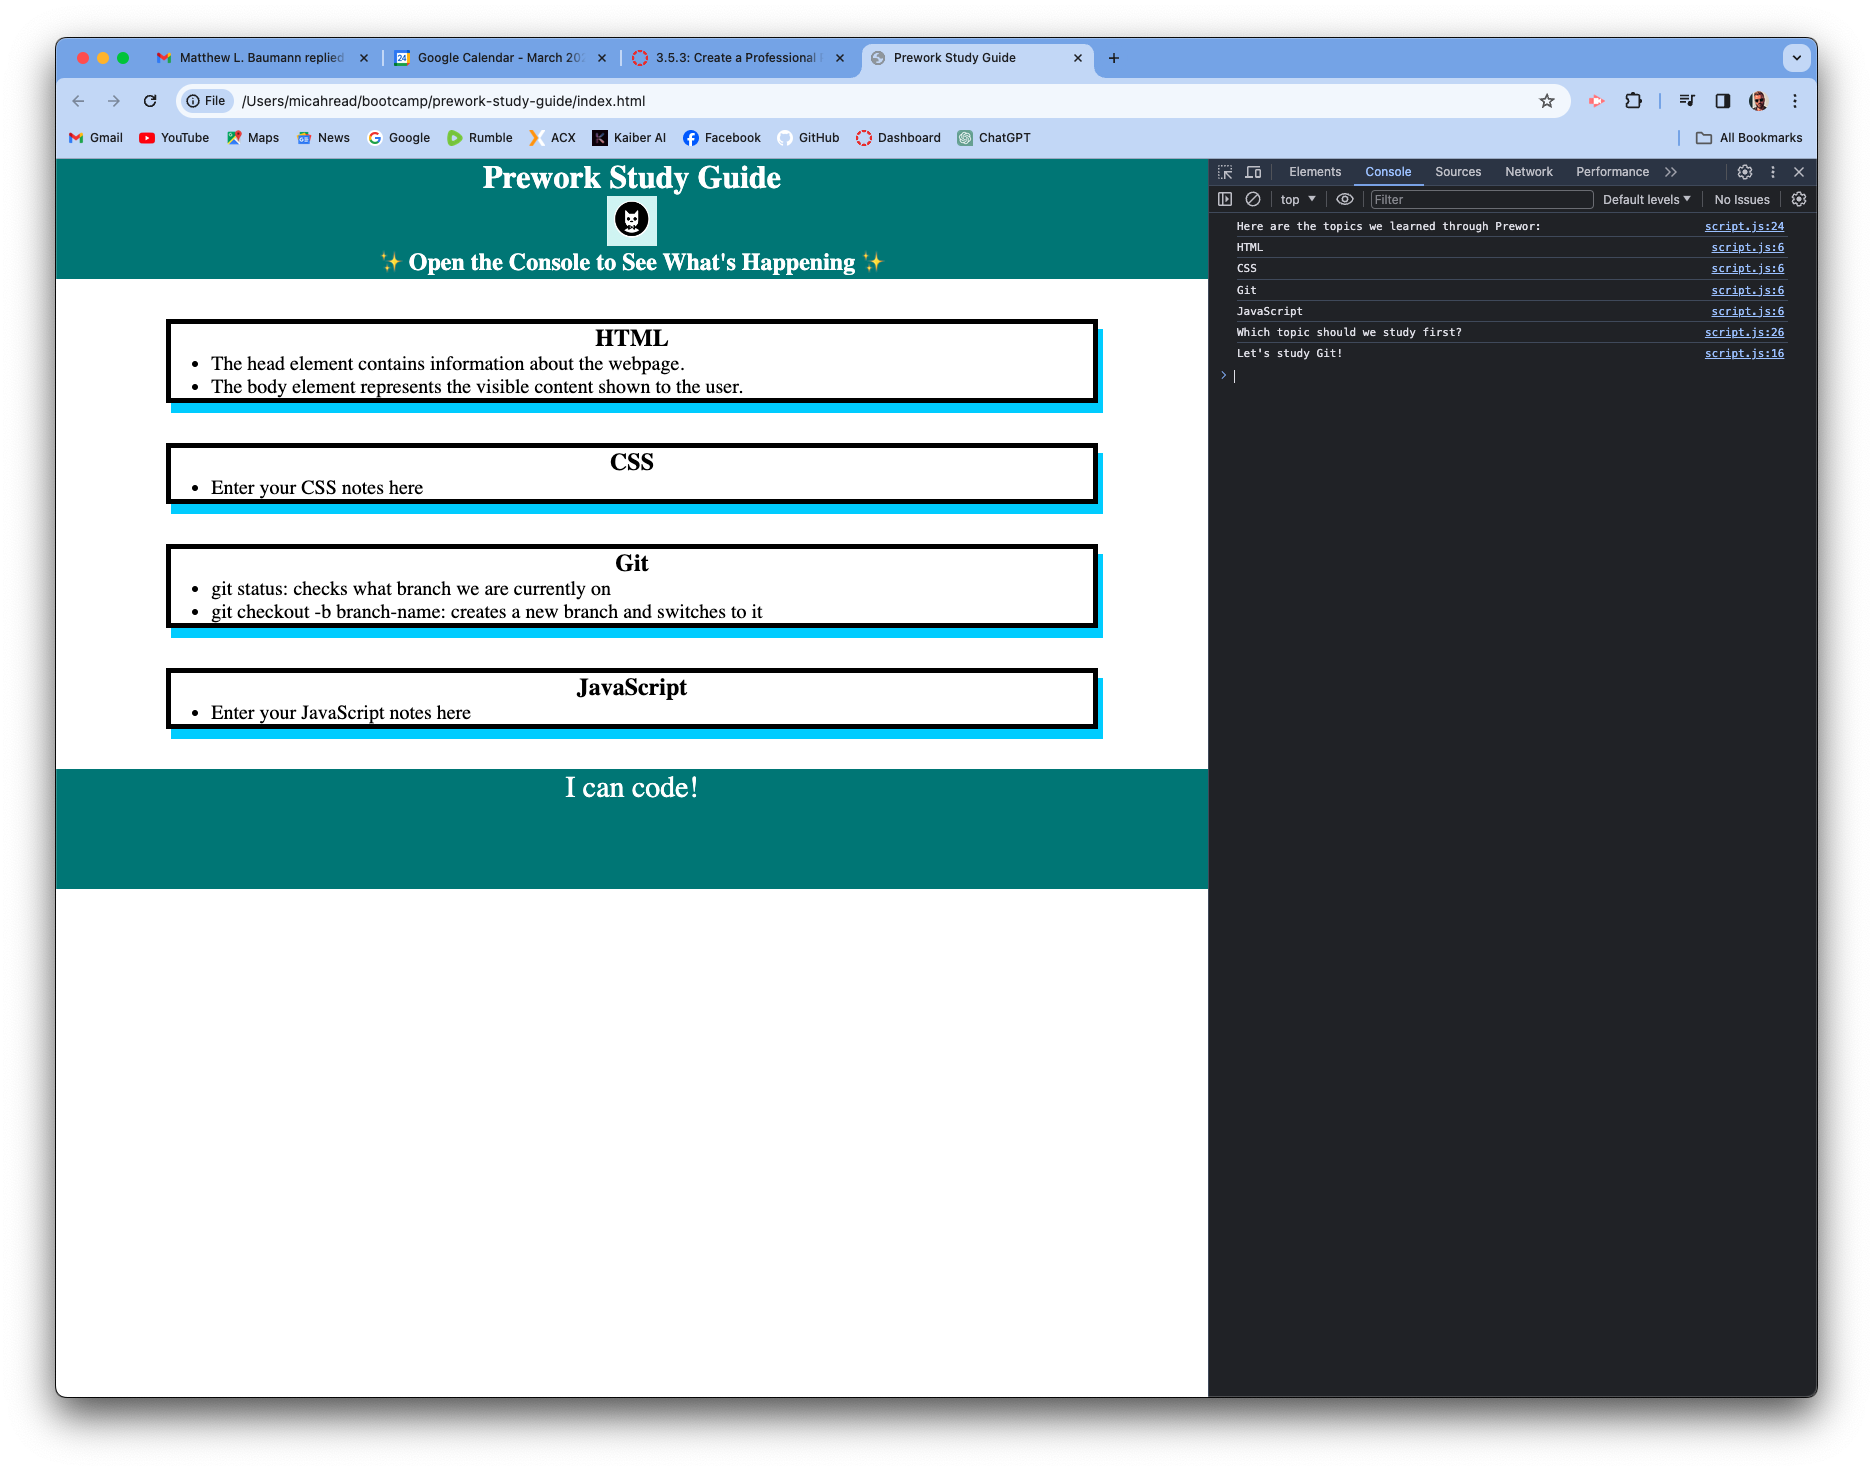 Matthew L. Baumann replied
Google Calendar - March 202
3.5.3: Create a Professional
Prework Study Guide
File /Users/micahread/bootcamp/prework-study-guide/index.html
Gmail YouTube Maps News Google Rumble ACX Kaiber AI Facebook GitHub Dashboard ChatGPT All Bookmarks
Prework Study Guide
✨ Open the Console to See What's Happening ✨
HTML
• The head element contains information about the webpage.
• The body element represents the visible content shown to the user.
CSS
• Enter your CSS notes here
Git
• git status: checks what branch we are currently on
• git checkout -b branch-name: creates a new branch and switches to it
JavaScript
• Enter your JavaScript notes here
I can code!
Elements Console Sources Network Performance
top Filter Default levels No Issues
Here are the topics we learned through Prewor: script.js:24
HTML script.js:6
CSS script.js:6
Git script.js:6
JavaScript script.js:6
Which topic should we study first? script.js:26
Let's study Git! script.js:16